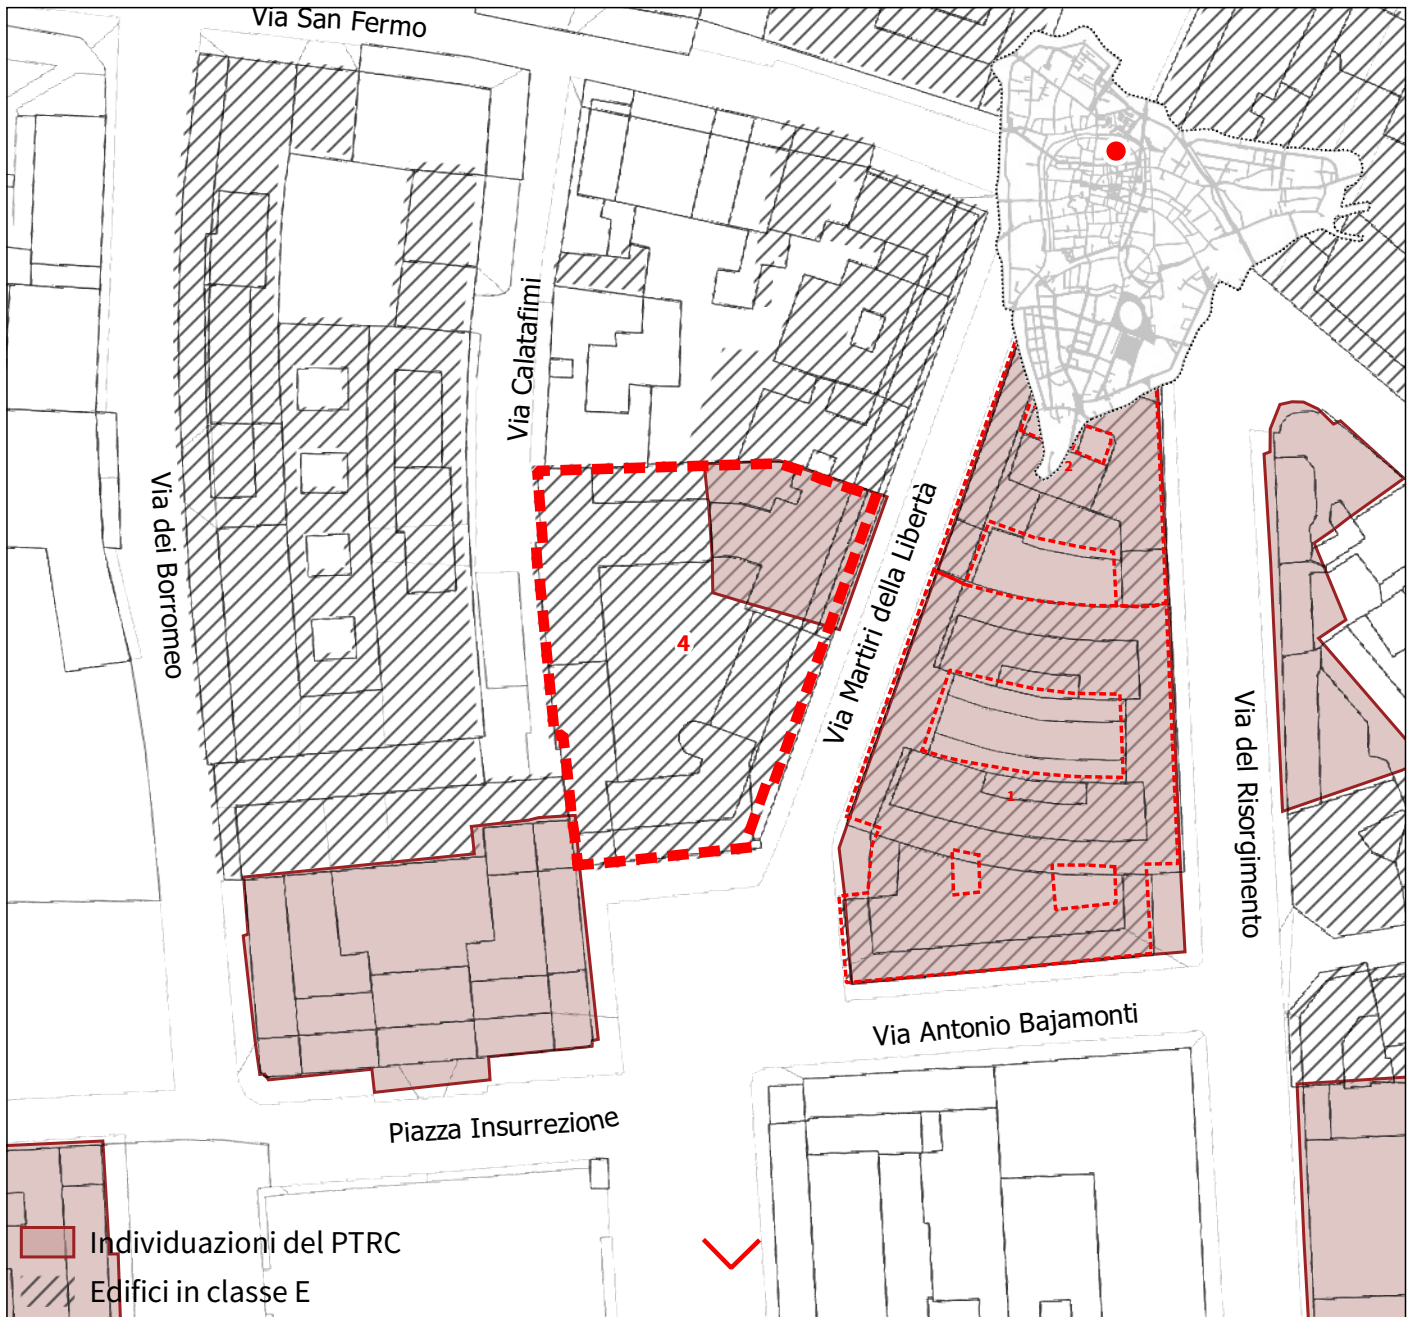 Via San Fermo
Via Calatafimi
Via dei Borromeo
Via Martiri della Libertà
2
4
1
Via del Risorgimento
Via Antonio Bajamonti
Piazza Insurrezione
Individuazioni del PTRC
Edifici in classe E